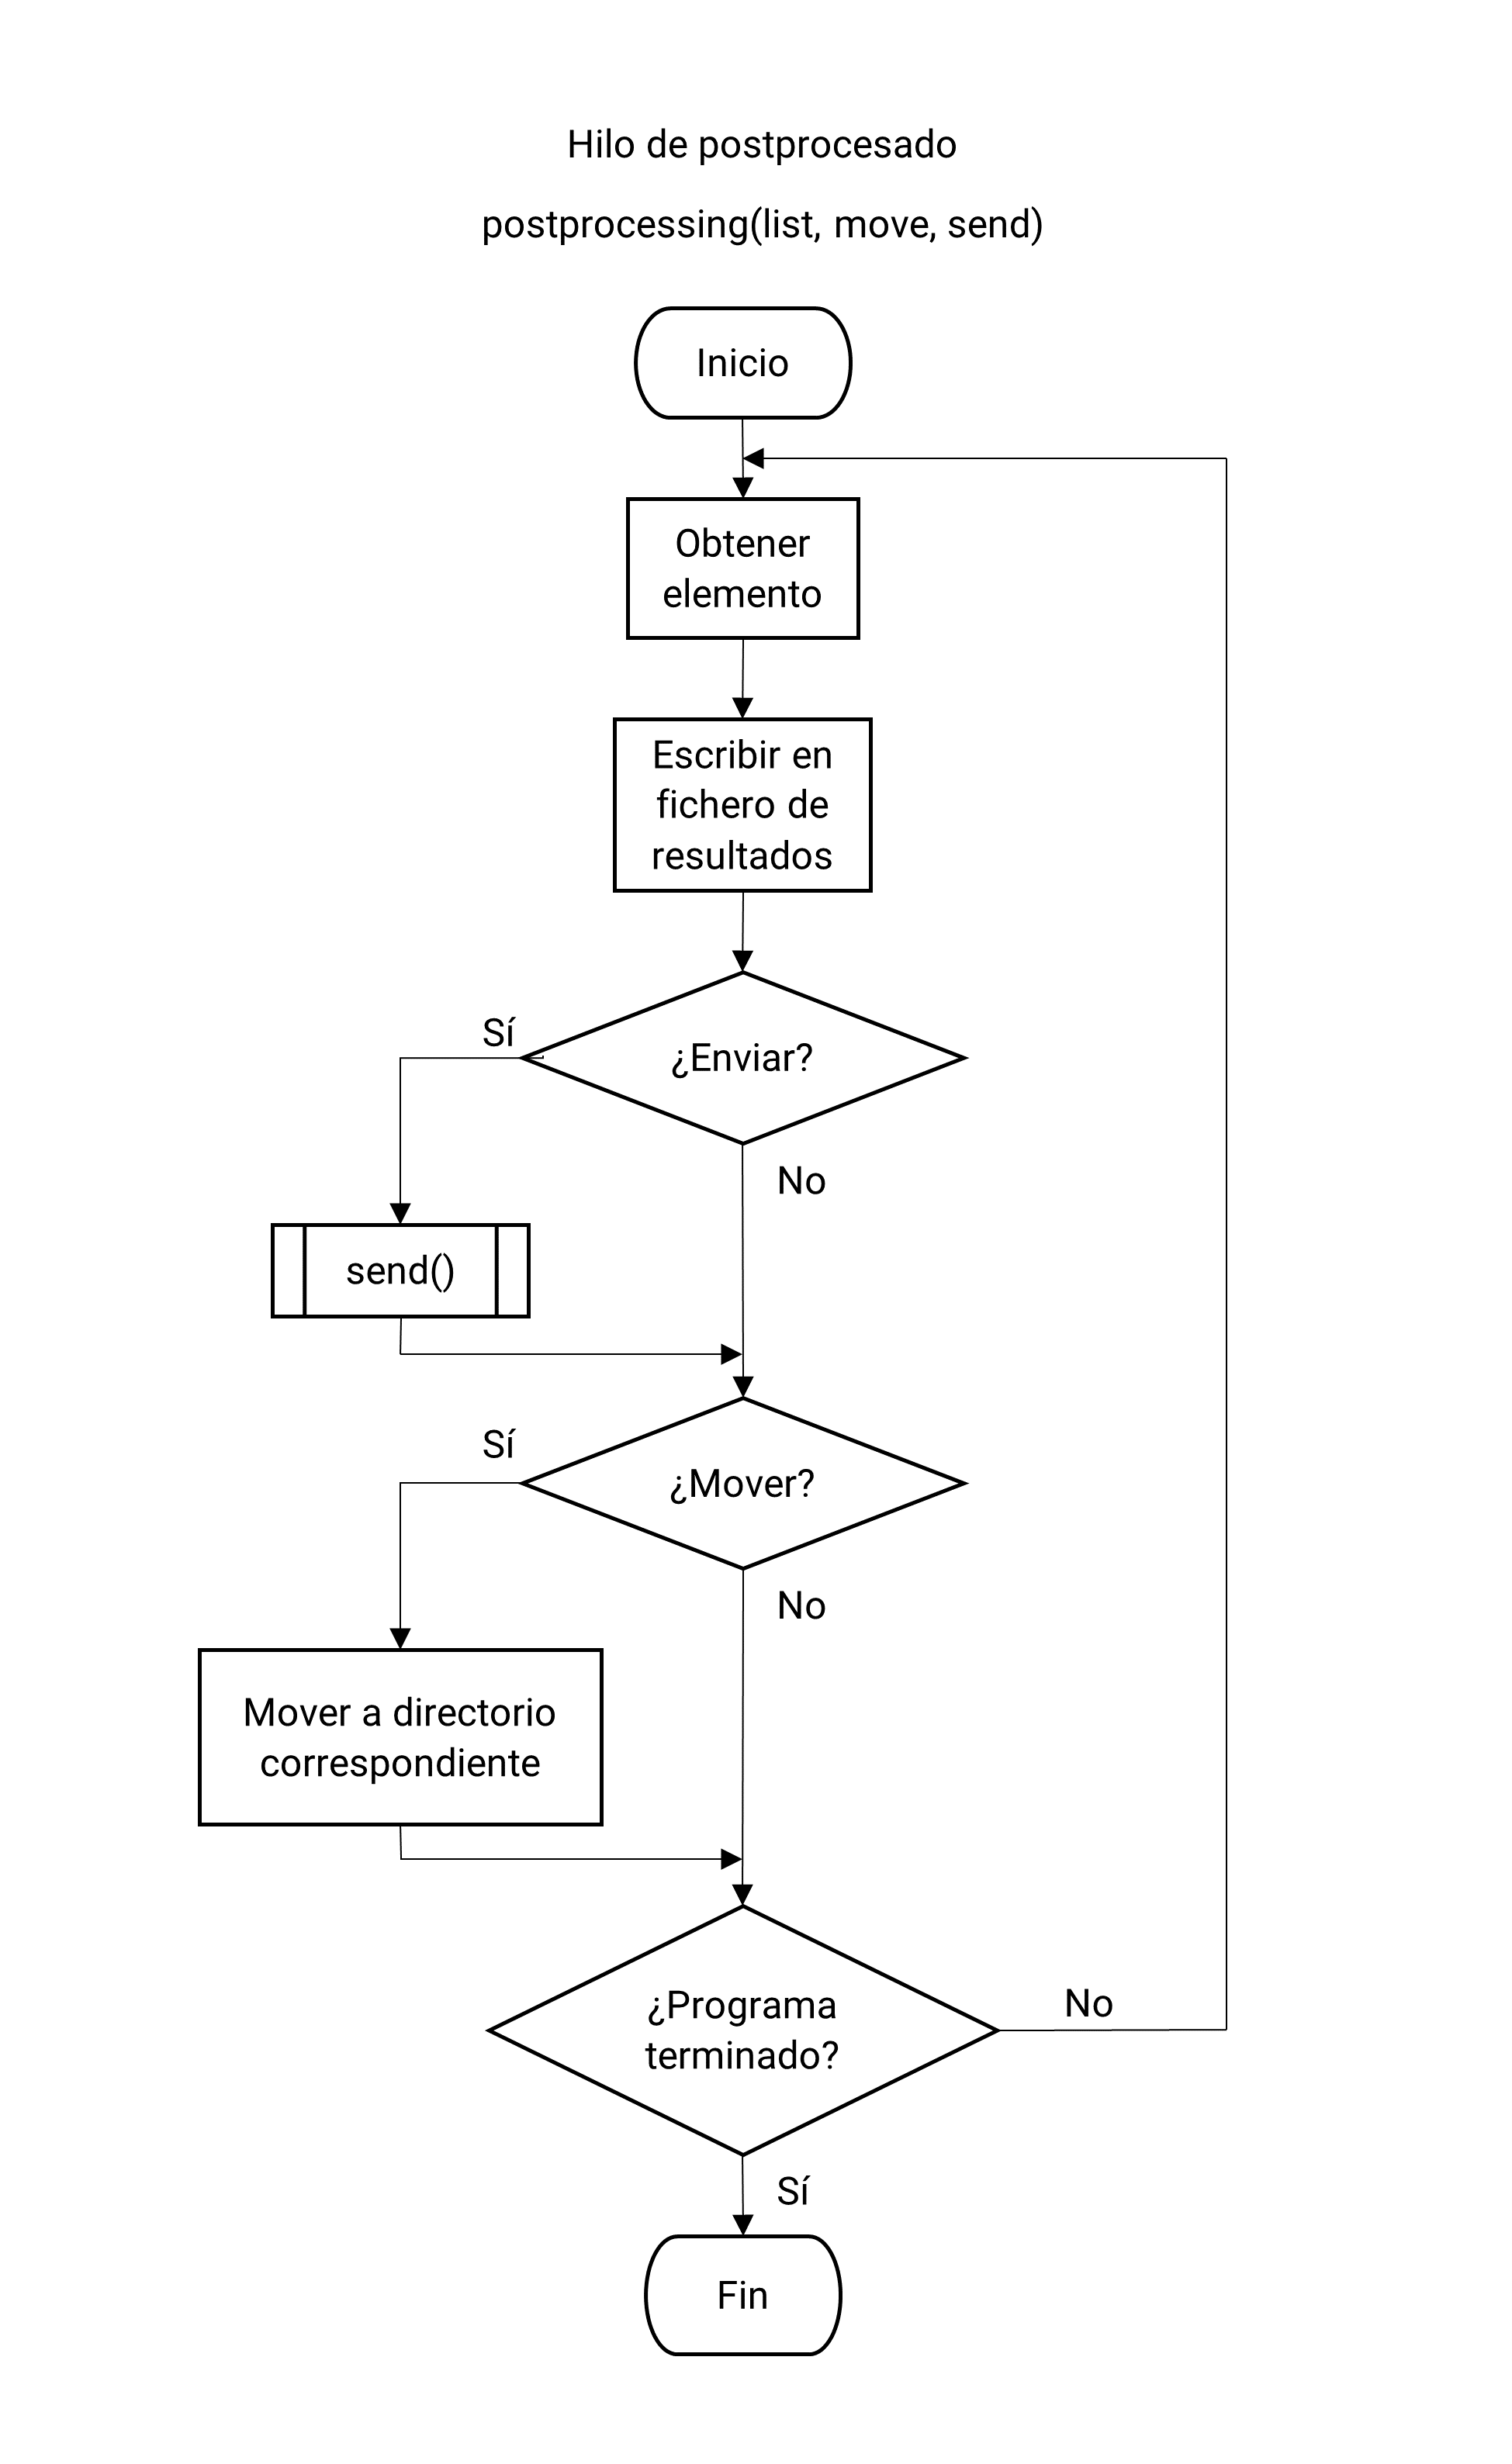 Hilo de postprocesado
postprocessing(list, move, send)
Inicio
Obtener
elemento
Escribir en
fichero de
resultados
Sí
¿Enviar?
No
send()
Sí
¿Mover?
No
Mover a directorio
correspondiente
¿Programa
terminado?
No
Sí
Fin